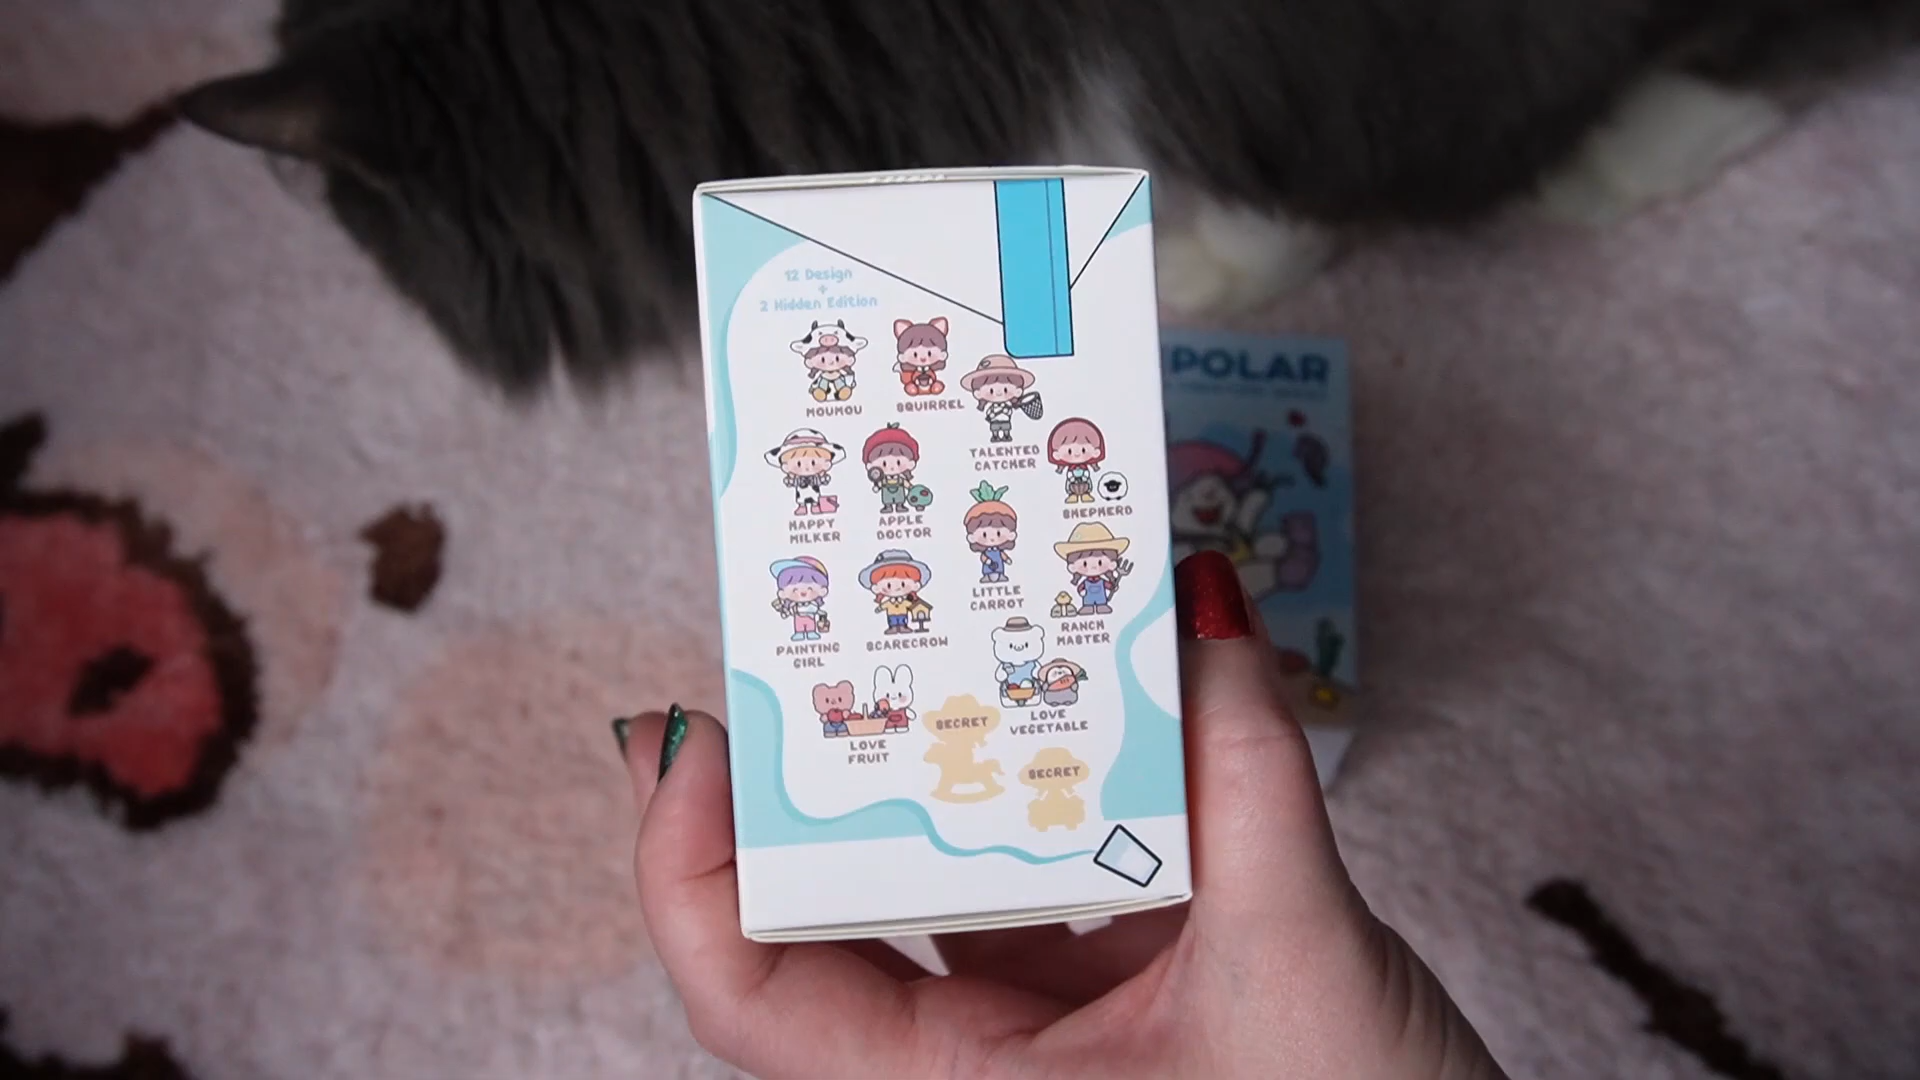 12 Design
+
2 Hidden Edition
MOUMOU
SQUIRREL
TALENTED
CATCHER
SHEPHERD
HAPPY
MILKER
APPLE
DOCTOR
LITTLE
CARROT
RANCH
MASTER
PAINTING
GIRL
SCARECROW
LOVE
VEGETABLE
LOVE
FRUIT
SECRET
SECRET
POLAR